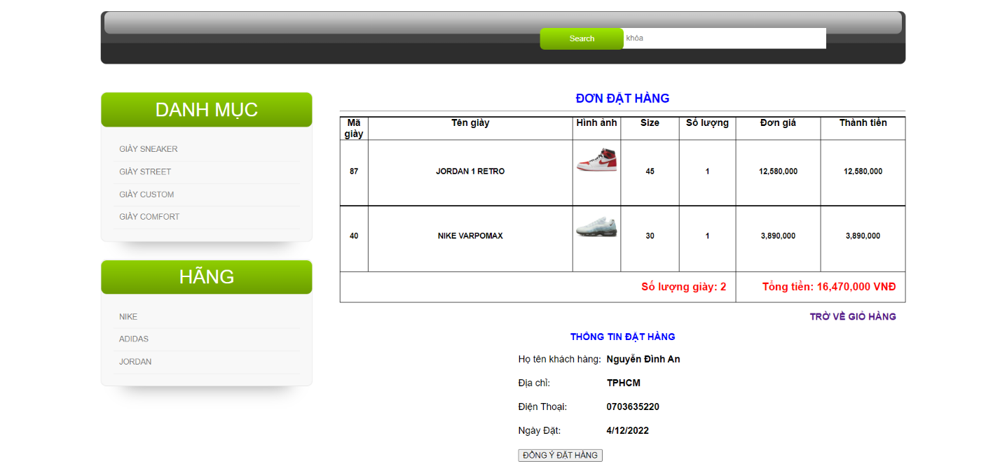 Search khóa
DANH MỤC
GIÀY SNEAKER
GIÀY STREET
GIÀY CUSTOM
GIÀY COMFORT
HÃNG
NIKE
ADIDAS
JORDAN
ĐƠN ĐẶT HÀNG
Mã giày Tên giày Hình ảnh Size Số lượng Đơn giá Thành tiền
87 JORDAN 1 RETRO 45 1 12,580,000 12,580,000
40 NIKE VARPOMAX 30 1 3,890,000 3,890,000
Số lượng giày: 2 Tổng tiền: 16,470,000 VNĐ
TRỞ VỀ GIỎ HÀNG
THÔNG TIN ĐẶT HÀNG
Họ tên khách hàng: Nguyễn Đình An
Địa chỉ: TPHCM
Điện Thoại: 0703635220
Ngày Đặt: 4/12/2022
ĐỒNG Ý ĐẶT HÀNG